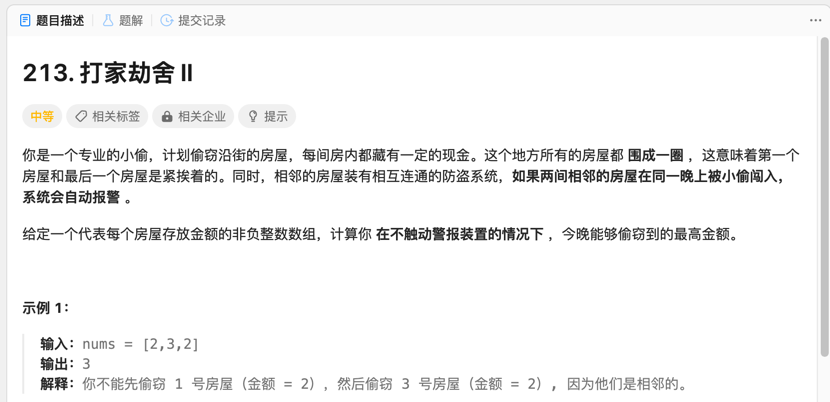 题目描述 题解 提交记录
213. 打家劫舍 II
中等 相关标签 相关企业 提示
你是一个专业的小偷，计划偷窃沿街的房屋，每间房内都藏有一定的现金。这个地方所有的房屋都 围成一圈 ，这意味着第一个
房屋和最后一个房屋是紧挨着的。同时，相邻的房屋装有相互连通的防盗系统，如果两间相邻的房屋在同一晚上被小偷闯入，
系统会自动报警 。
给定一个代表每个房屋存放金额的非负整数数组，计算你 在不触动警报装置的情况下 ，今晚能够偷窃到的最高金额。
示例 1：
输入：nums = [2,3,2]
输出：3
解释：你不能先偷窃 1 号房屋（金额 = 2），然后偷窃 3 号房屋（金额 = 2）, 因为他们是相邻的。